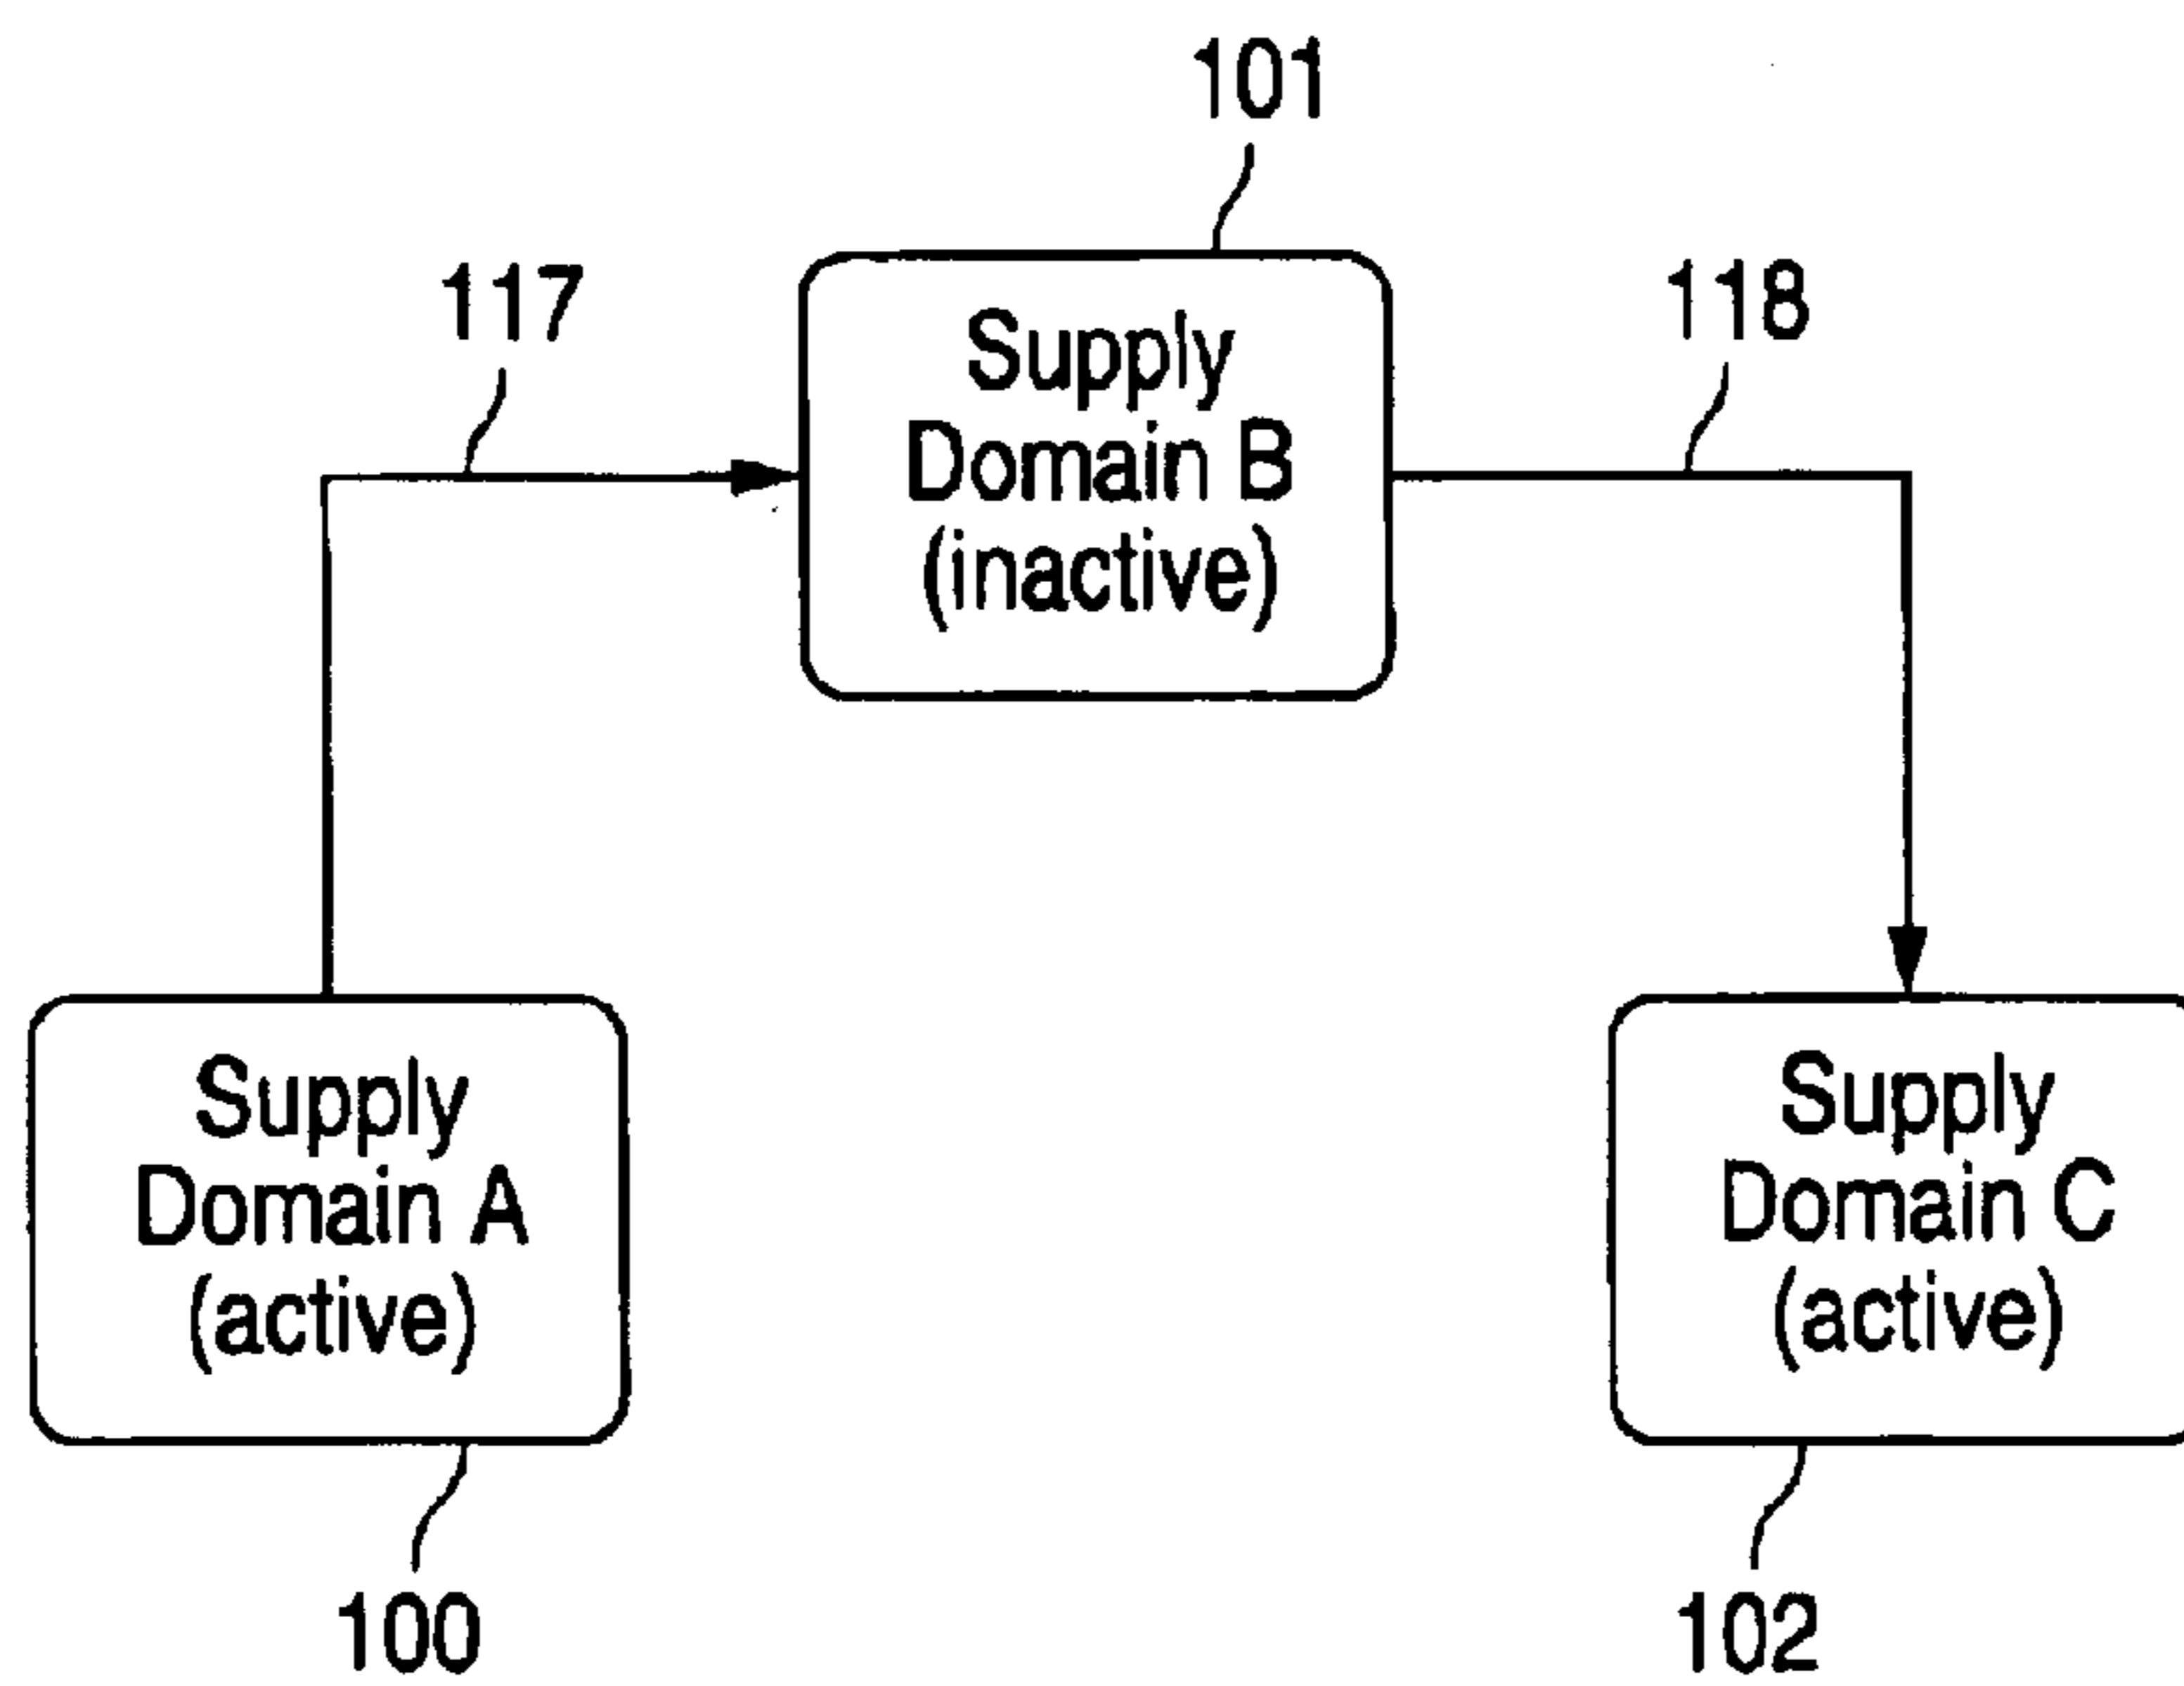 101
117
118
Supply
Domain B
(inactive)
Supply
Domain A
(active)
Supply
Domain C
(active)
100
102